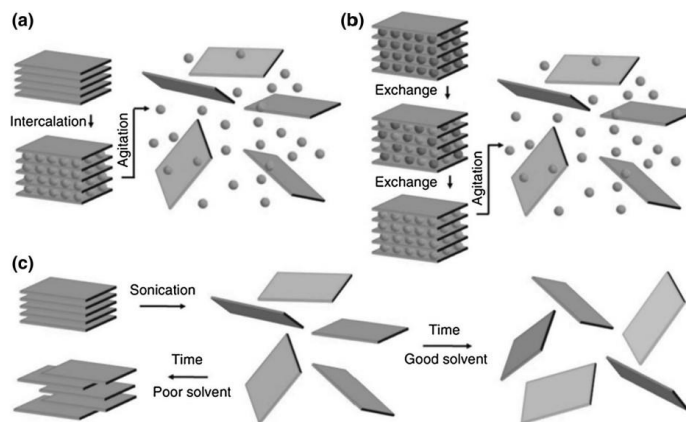 (a)
Intercalation
Agitation
(b)
Exchange
Exchange
Agitation
(c)
Sonication
Time
Good solvent
Time
Poor solvent